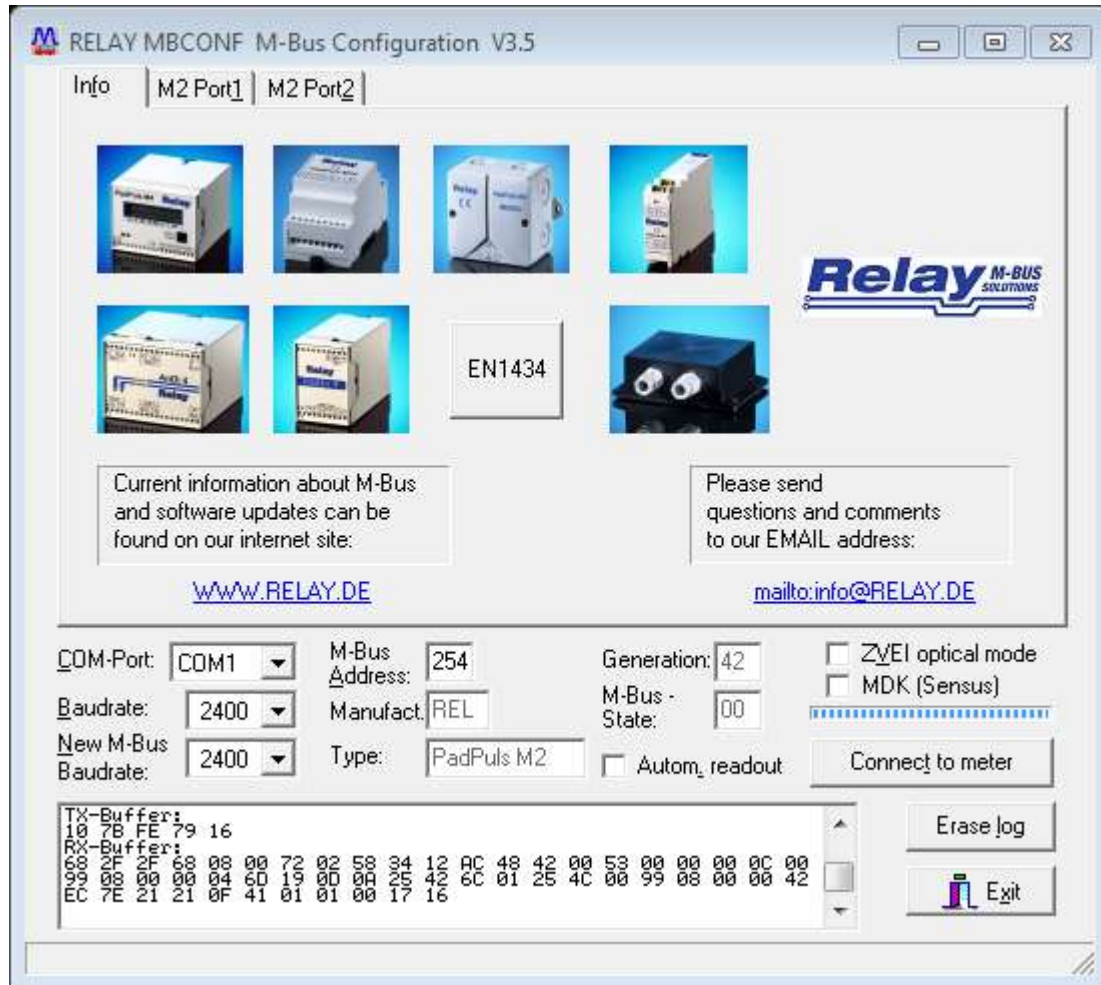 RELAY MBCONF M-Bus Configuration V3.5
Info
M2 Port1
M2 Port2
Relay M-BUS SOLUTIONS
Relay
EN1434
Current information about M-Bus
and software updates can be
found on our internet site:
Please send
questions and comments
to our EMAIL address:
WWW.RELAY.DE
mailto:info@RELAY.DE
COM-Port: COM1
M-Bus Address: 254
Generation: 42
ZVEI optical mode
MDK (Sensus)
Baudrate: 2400
Manufact. REL
M-Bus - State: 00
New M-Bus Baudrate: 2400
Type: PadPuls M2
Autom. readout
Connect to meter
TX-Buffer:
10 7B FE 79 16
RX-Buffer:
68 2F 2F 68 08 00 72 02 58 34 12 AC 48 42 00 53 00 00 00 0C 00
99 08 00 00 04 6D 19 0D 0A 25 42 6C 01 25 4C 00 99 08 00 00 42
EC 7E 21 21 0F 41 01 01 00 17 16
Erase log
Exit